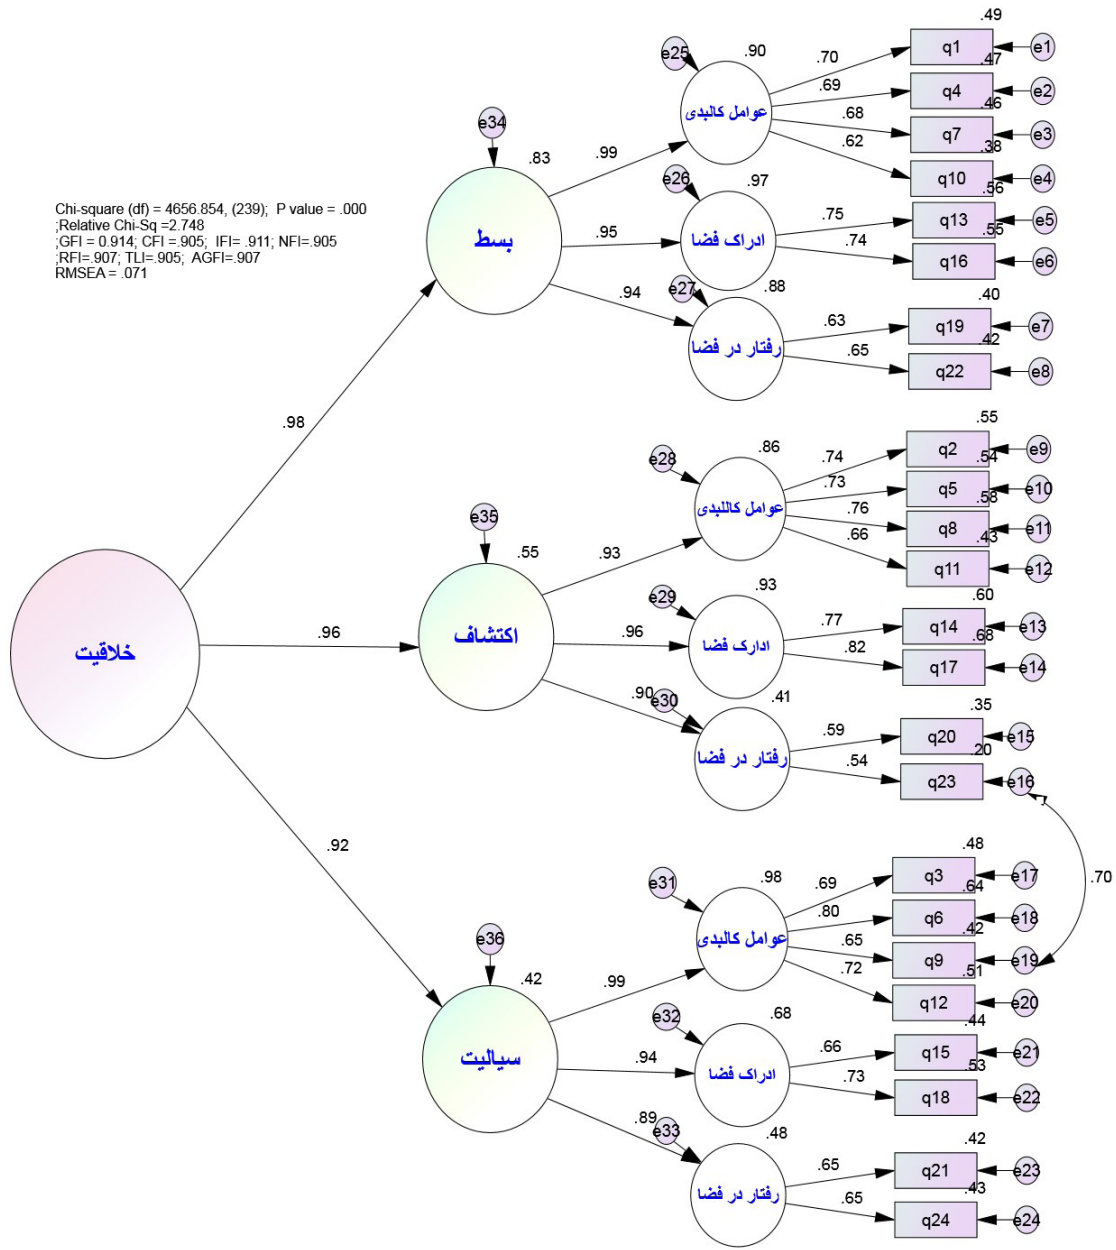 Chi-square (df) = 4656.854, (239); P value = .000
;Relative Chi-Sq =2.748
;GFI = 0.914; CFI =.905; IFI= .911; NFI=.905
;RFI=.907; TLI=.905; AGFI=.907
RMSEA = .071
خلاقیت
.98
.96
.92
e34
.83
بسط
.99
.95
.94
e25
.90
عوامل کالبدی
.70
.69
.68
.62
.49
q1
e1
.47
q4
e2
.46
q7
e3
.38
q10
e4
e26
.97
ادراک فضا
.75
.74
.56
q13
e5
.55
q16
e6
e27
.88
رفتار در فضا
.63
.65
.40
q19
e7
.42
q22
e8
e35
.55
اکتشاف
.93
.96
.90
e28
.86
عوامل کاللبدی
.74
.73
.76
.66
.55
q2
e9
.54
q5
e10
.58
q8
e11
.43
q11
e12
e29
.93
ادارک فضا
.77
.82
.60
q14
e13
.68
q17
e14
e30
.41
رفتار در فضا
.59
.54
.35
q20
e15
.20
q23
e16
.70
e36
.42
سیالیت
.99
.94
.89
e31
.98
عوامل کالبدی
.69
.80
.65
.72
.48
q3
e17
.64
q6
e18
.42
q9
e19
.51
q12
e20
e32
.68
ادراک فضا
.66
.73
.44
q15
e21
.53
q18
e22
e33
.48
رفتار در فضا
.65
.65
.42
q21
e23
.43
q24
e24